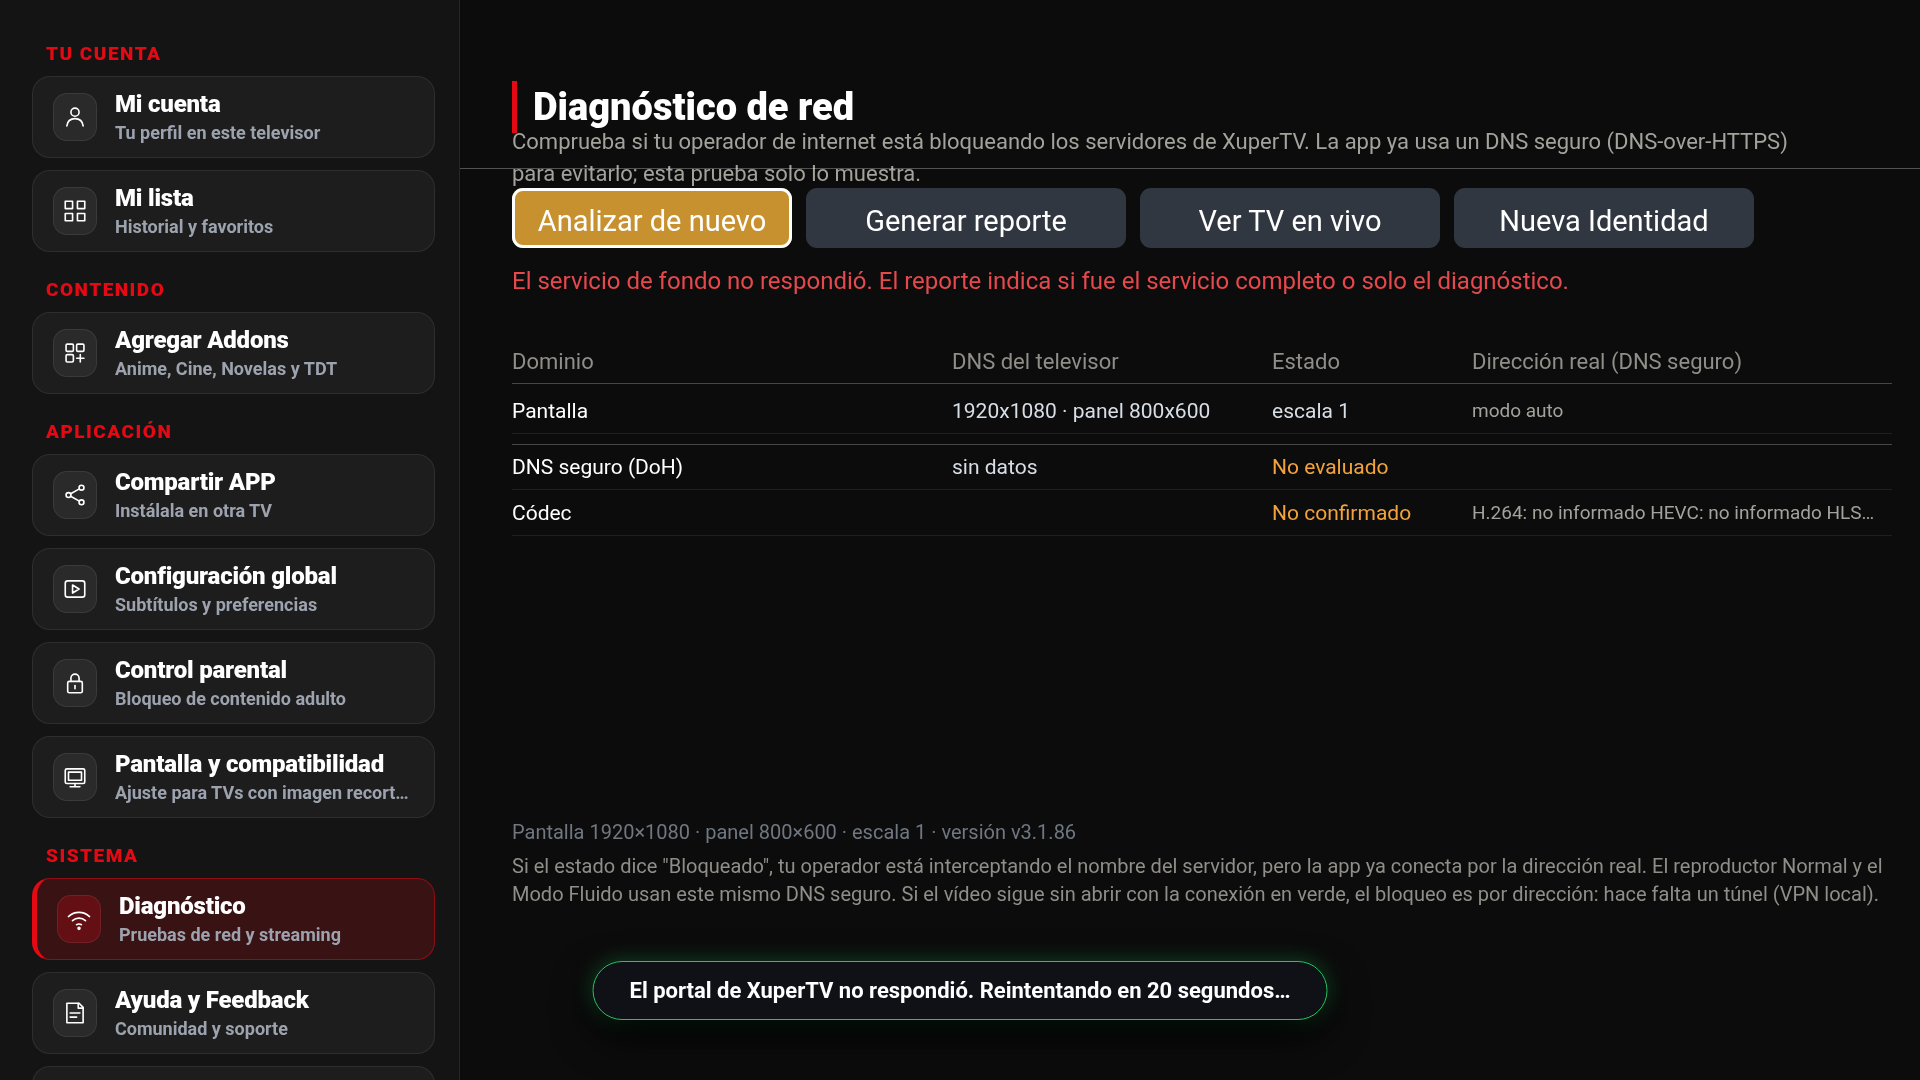 TU CUENTA
Mi cuenta
Tu perfil en este televisor
Mi lista
Historial y favoritos
CONTENIDO
Agregar Addons
Anime, Cine, Novelas y TDT
APLICACIÓN
Compartir APP
Instálala en otra TV
Configuración global
Subtítulos y preferencias
Control parental
Bloqueo de contenido adulto
Pantalla y compatibilidad
Ajuste para TVs con imagen recort...
SISTEMA
Diagnóstico
Pruebas de red y streaming
Ayuda y Feedback
Comunidad y soporte
Diagnóstico de red
Comprueba si tu operador de internet está bloqueando los servidores de XuperTV. La app ya usa un DNS seguro (DNS-over-HTTPS)
para evitarlo; esta prueba solo lo muestra.
Analizar de nuevo Generar reporte Ver TV en vivo Nueva Identidad
El servicio de fondo no respondió. El reporte indica si fue el servicio completo o solo el diagnóstico.
Dominio DNS del televisor Estado Dirección real (DNS seguro)
Pantalla 1920x1080 · panel 800x600 escala 1 modo auto
DNS seguro (DoH) sin datos No evaluado
Códec No confirmado H.264: no informado HEVC: no informado HLS...
Pantalla 1920×1080 · panel 800×600 · escala 1 · versión v3.1.86
Si el estado dice "Bloqueado", tu operador está interceptando el nombre del servidor, pero la app ya conecta por la dirección real. El reproductor Normal y el
Modo Fluido usan este mismo DNS seguro. Si el vídeo sigue sin abrir con la conexión en verde, el bloqueo es por dirección: hace falta un túnel (VPN local).
El portal de XuperTV no respondió. Reintentando en 20 segundos...